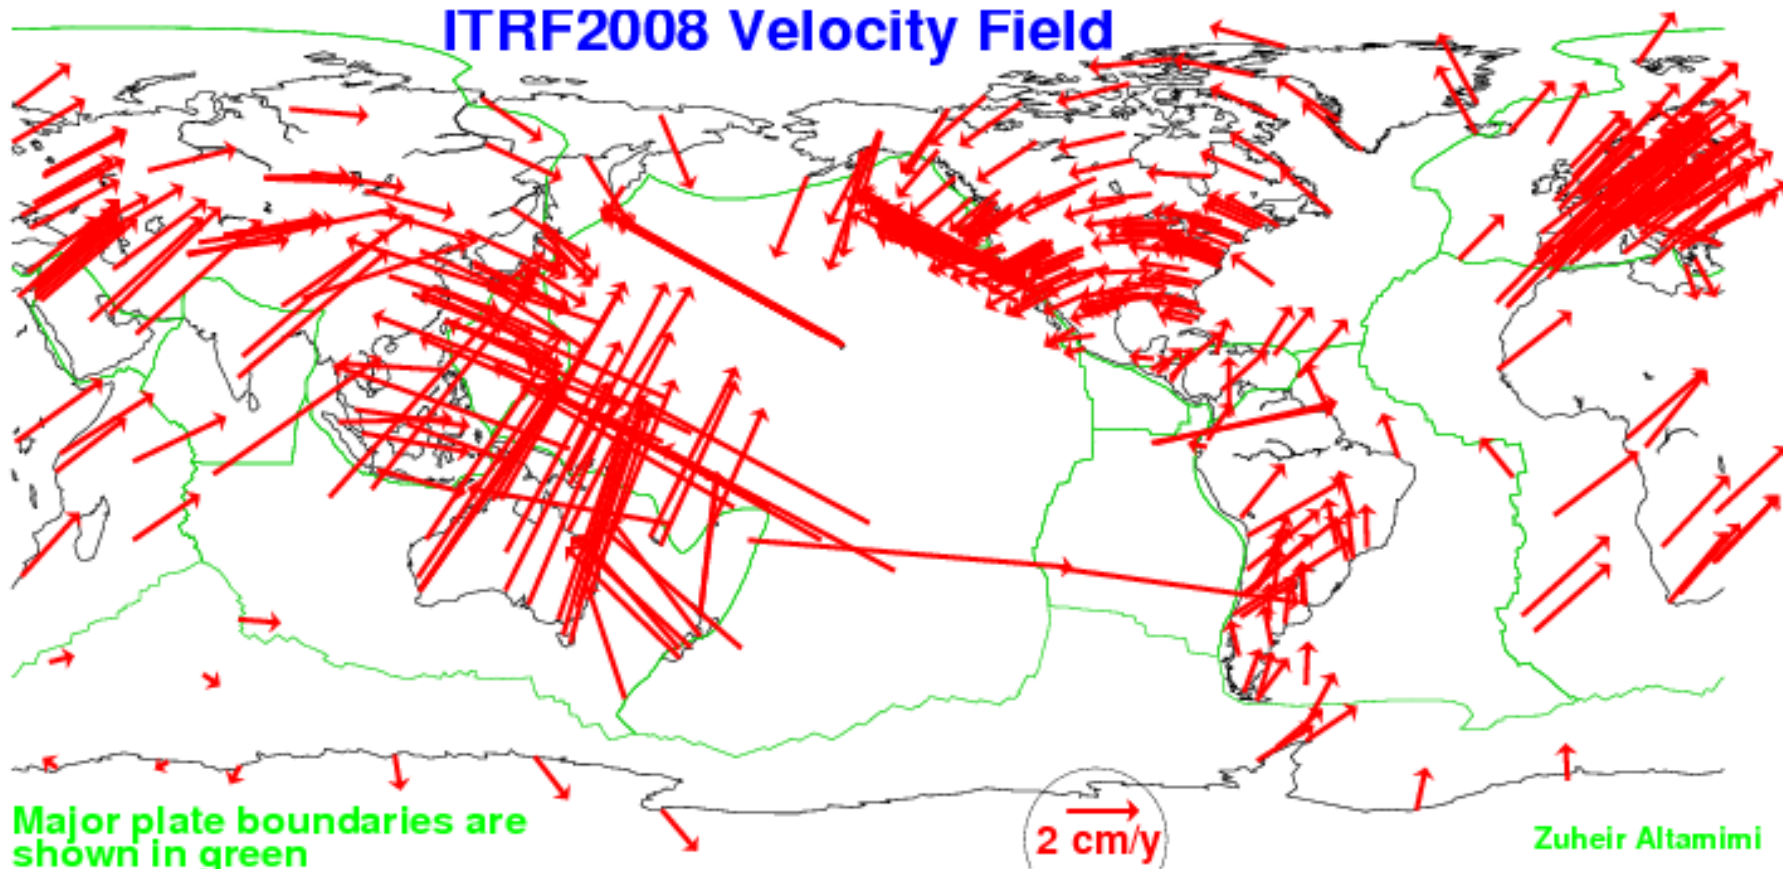 ITRF2008 Velocity Field
2 cm/y
Major plate boundaries are
shown in green
Zuheir Altamimi